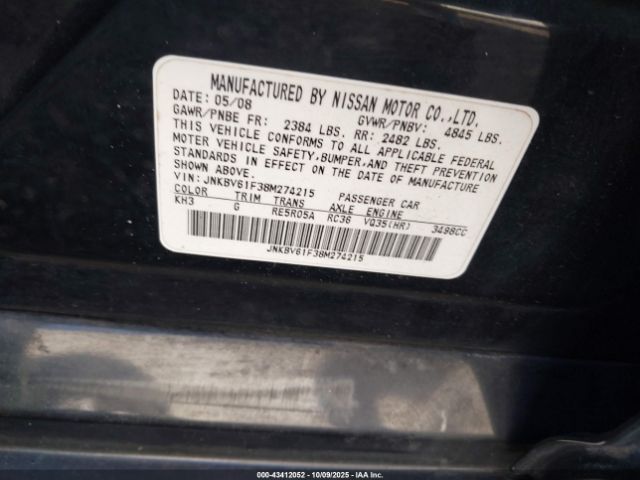 MANUFACTURED BY NISSAN MOTOR CO.,LTD.
DATE: 05/08 GVWR/PNBV: 4845 LBS.
GAWR/PNBE FR: 2384 LBS. RR: 2482 LBS.
THIS VEHICLE CONFORMS TO ALL APPLICABLE FEDERAL
MOTOR VEHICLE SAFETY,BUMPER,AND THEFT PREVENTION
STANDARDS IN EFFECT ON THE DATE OF MANUFACTURE
SHOWN ABOVE.
VIN: JNKBV61F38M274215 PASSENGER CAR
COLOR TRIM TRANS AXLE ENGINE
KH3 G RE5R05A RC36 VQ35(HR) 3498CC
JNKBV61F38M274215
000-43412052 10/09/2025 IAA Inc.